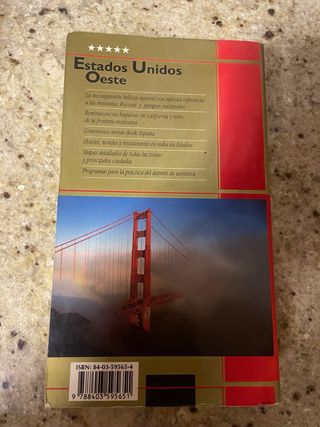 ★★★★★
Estados Unidos
Oeste
La incomparable belleza natural con especial referencia
a las montañas Rocosas y parques nacionales
Reminiscencias hispanas en California y resto
de la frontera mexicana
Conexiones aéreas desde España
Hoteles, moteles y restaurantes en todos los Estados
Mapas detallados de todas las zonas
y principales ciudades
Programas para la práctica del deporte de aventura
ISBN: 84-03-59565-4
9 788403 595651